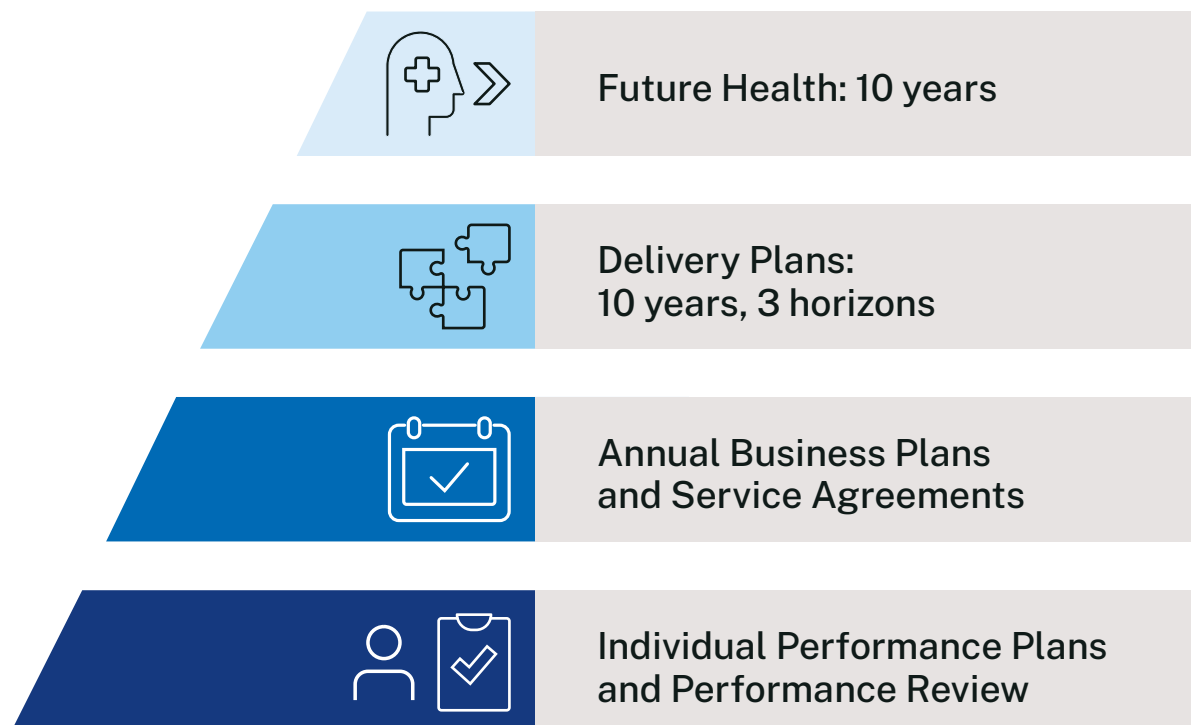 Future Health: 10 years
Delivery Plans:
10 years, 3 horizons
Annual Business Plans
and Service Agreements
Individual Performance Plans
and Performance Review